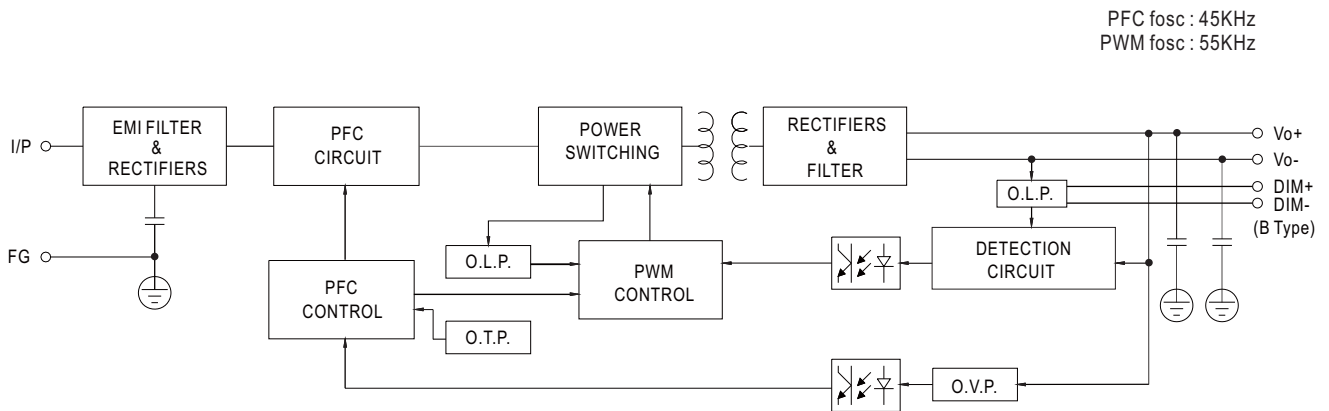 PFC fosc : 45KHz
PWM fosc : 55KHz
I/P
EMI FILTER
&
RECTIFIERS
PFC
CIRCUIT
POWER
SWITCHING
RECTIFIERS
&
FILTER
Vo+
Vo-
DIM+
DIM-
(B Type)
O.L.P.
FG
O.L.P.
PFC
CONTROL
PWM
CONTROL
DETECTION
CIRCUIT
O.T.P.
O.V.P.